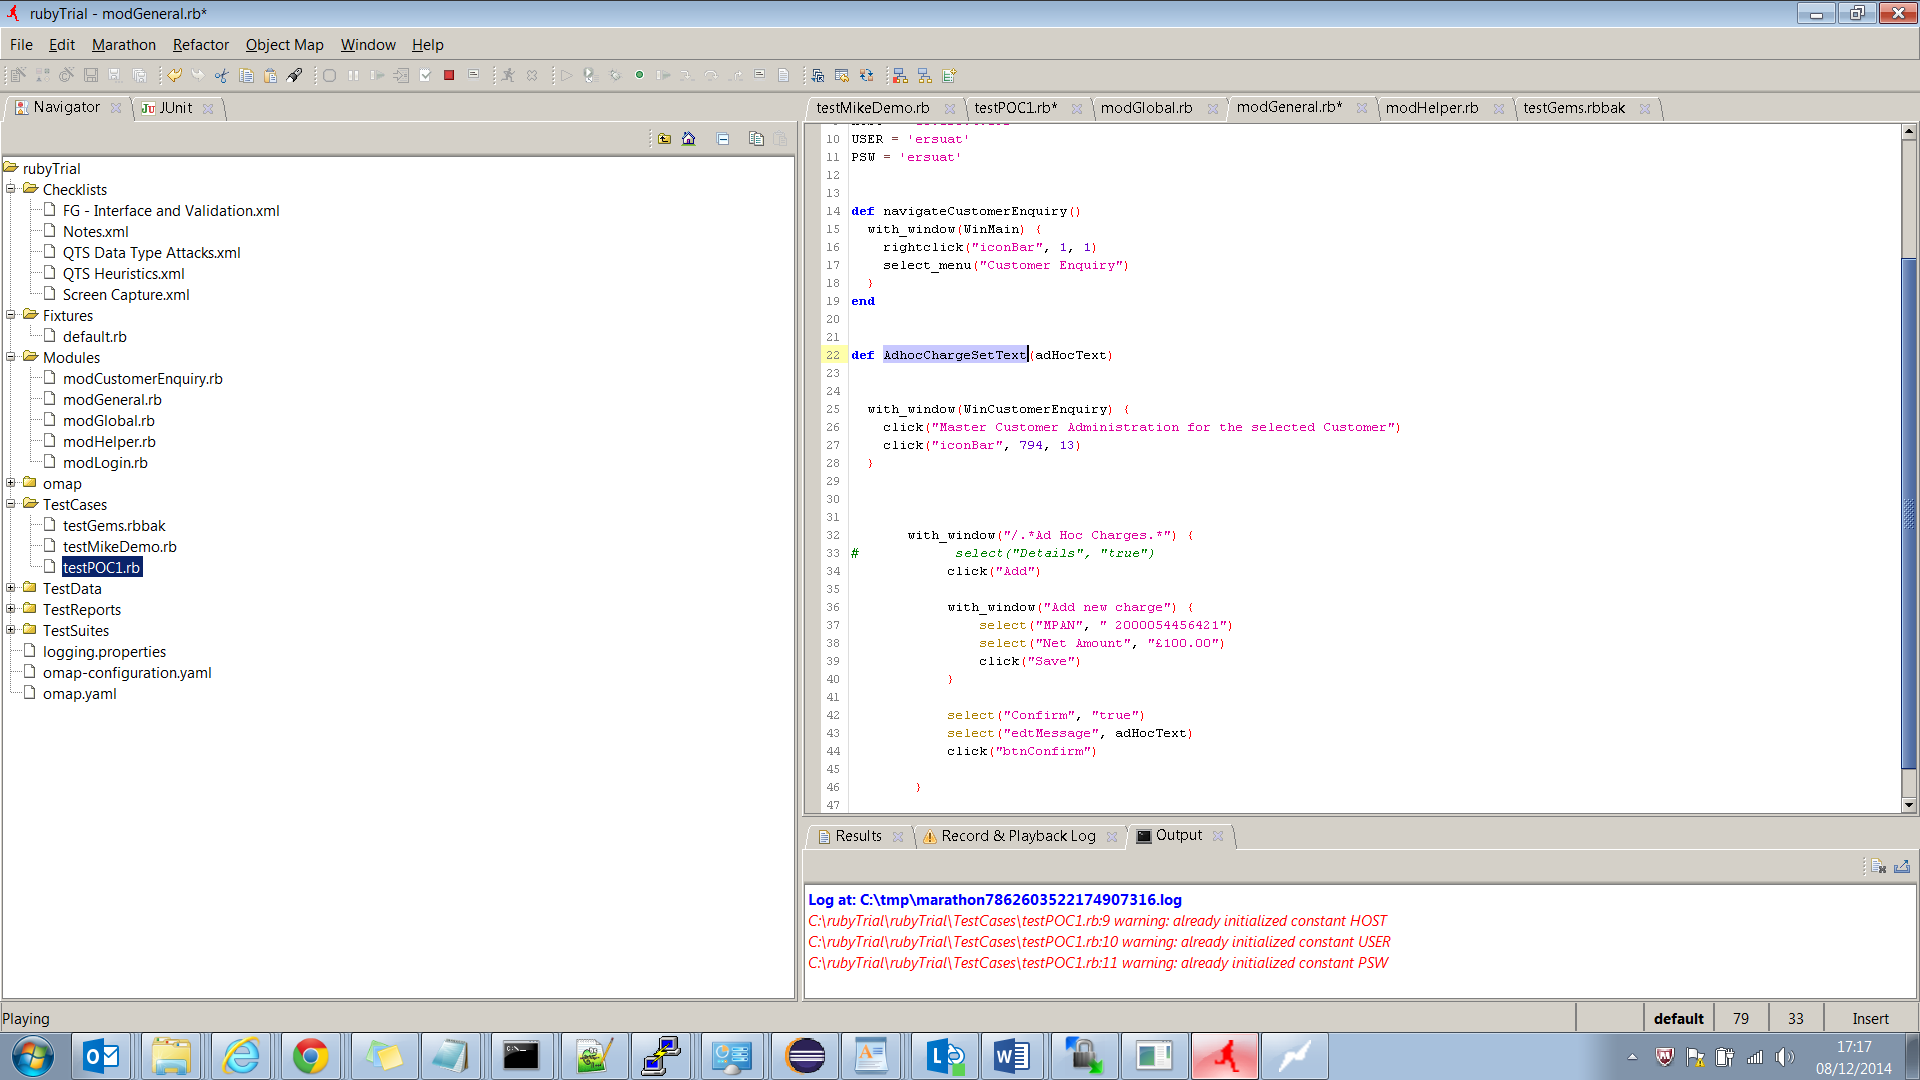 rubyTrial - modGeneral.rb*
File Edit Marathon Refactor Object Map Window Help
Navigator JUnit
rubyTrial
Checklists
FG - Interface and Validation.xml
Notes.xml
QTS Data Type Attacks.xml
QTS Heuristics.xml
Screen Capture.xml
Fixtures
default.rb
Modules
modCustomerEnquiry.rb
modGeneral.rb
modGlobal.rb
modHelper.rb
modLogin.rb
omap
TestCases
testGems.rbbak
testMikeDemo.rb
testPOC1.rb
TestData
TestReports
TestSuites
logging.properties
omap-configuration.yaml
omap.yaml
testMikeDemo.rb testPOC1.rb* modGlobal.rb modGeneral.rb* modHelper.rb testGems.rbbak
10 USER = 'ersuat'
11 PSW = 'ersuat'
12
13
14 def navigateCustomerEnquiry()
15 with_window(WinMain) {
16 rightclick("iconBar", 1, 1)
17 select_menu("Customer Enquiry")
18 }
19 end
20
21
22 def AdhocChargeSetText(adHocText)
23
24
25 with_window(WinCustomerEnquiry) {
26 click("Master Customer Administration for the selected Customer")
27 click("iconBar", 794, 13)
28 }
29
30
31
32 with_window("/.*Ad Hoc Charges.*") {
33 # select("Details", "true")
34 click("Add")
35
36 with_window("Add new charge") {
37 select("MPAN", " 2000054456421")
38 select("Net Amount", "£100.00")
39 click("Save")
40 }
41
42 select("Confirm", "true")
43 select("edtMessage", adHocText)
44 click("btnConfirm")
45
46 }
47
Results Record & Playback Log Output
Log at: C:\tmp\marathon7862603522174907316.log
C:\rubyTrial\rubyTrial\TestCases\testPOC1.rb:9 warning: already initialized constant HOST
C:\rubyTrial\rubyTrial\TestCases\testPOC1.rb:10 warning: already initialized constant USER
C:\rubyTrial\rubyTrial\TestCases\testPOC1.rb:11 warning: already initialized constant PSW
Playing default 79 33 Insert
17:17
08/12/2014